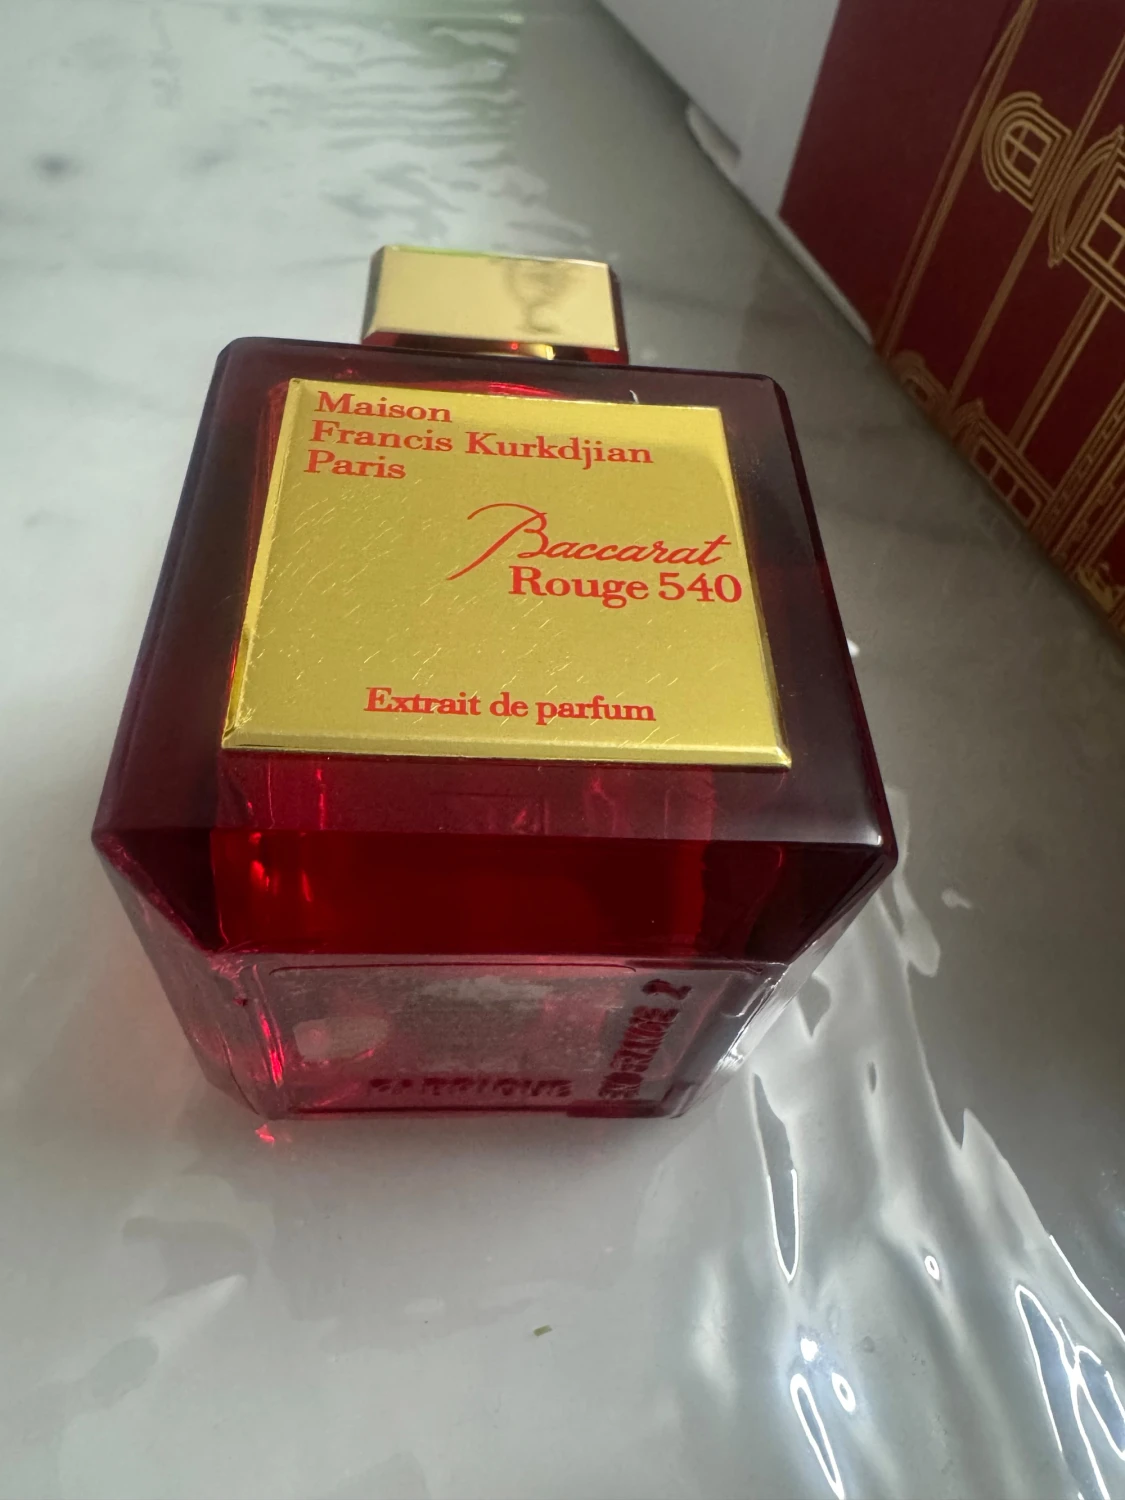 Maison
Francis Kurkdjian
Paris
Baccarat
Rouge 540
Extrait de parfum